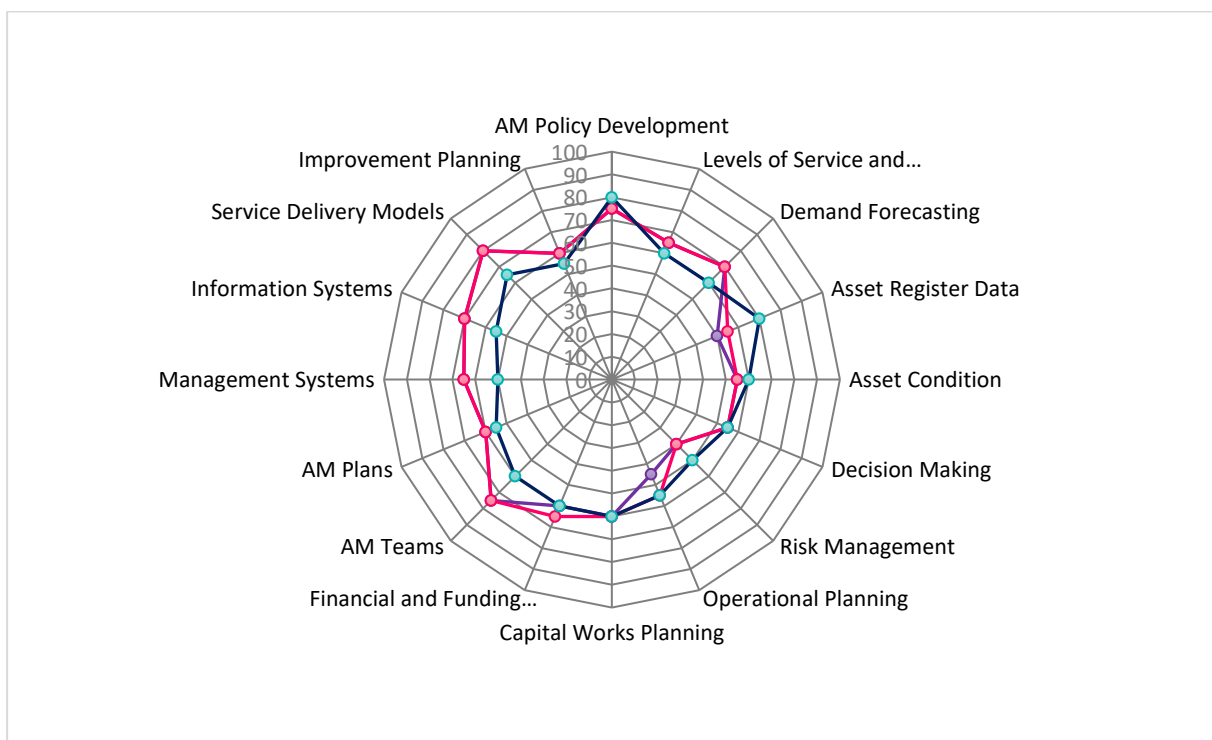 AM Policy Development
Levels of Service and...
Demand Forecasting
Asset Register Data
Asset Condition
Decision Making
Risk Management
Operational Planning
Capital Works Planning
Financial and Funding...
AM Teams
AM Plans
Management Systems
Information Systems
Service Delivery Models
Improvement Planning
100
90
80
70
60
50
40
30
20
10
0